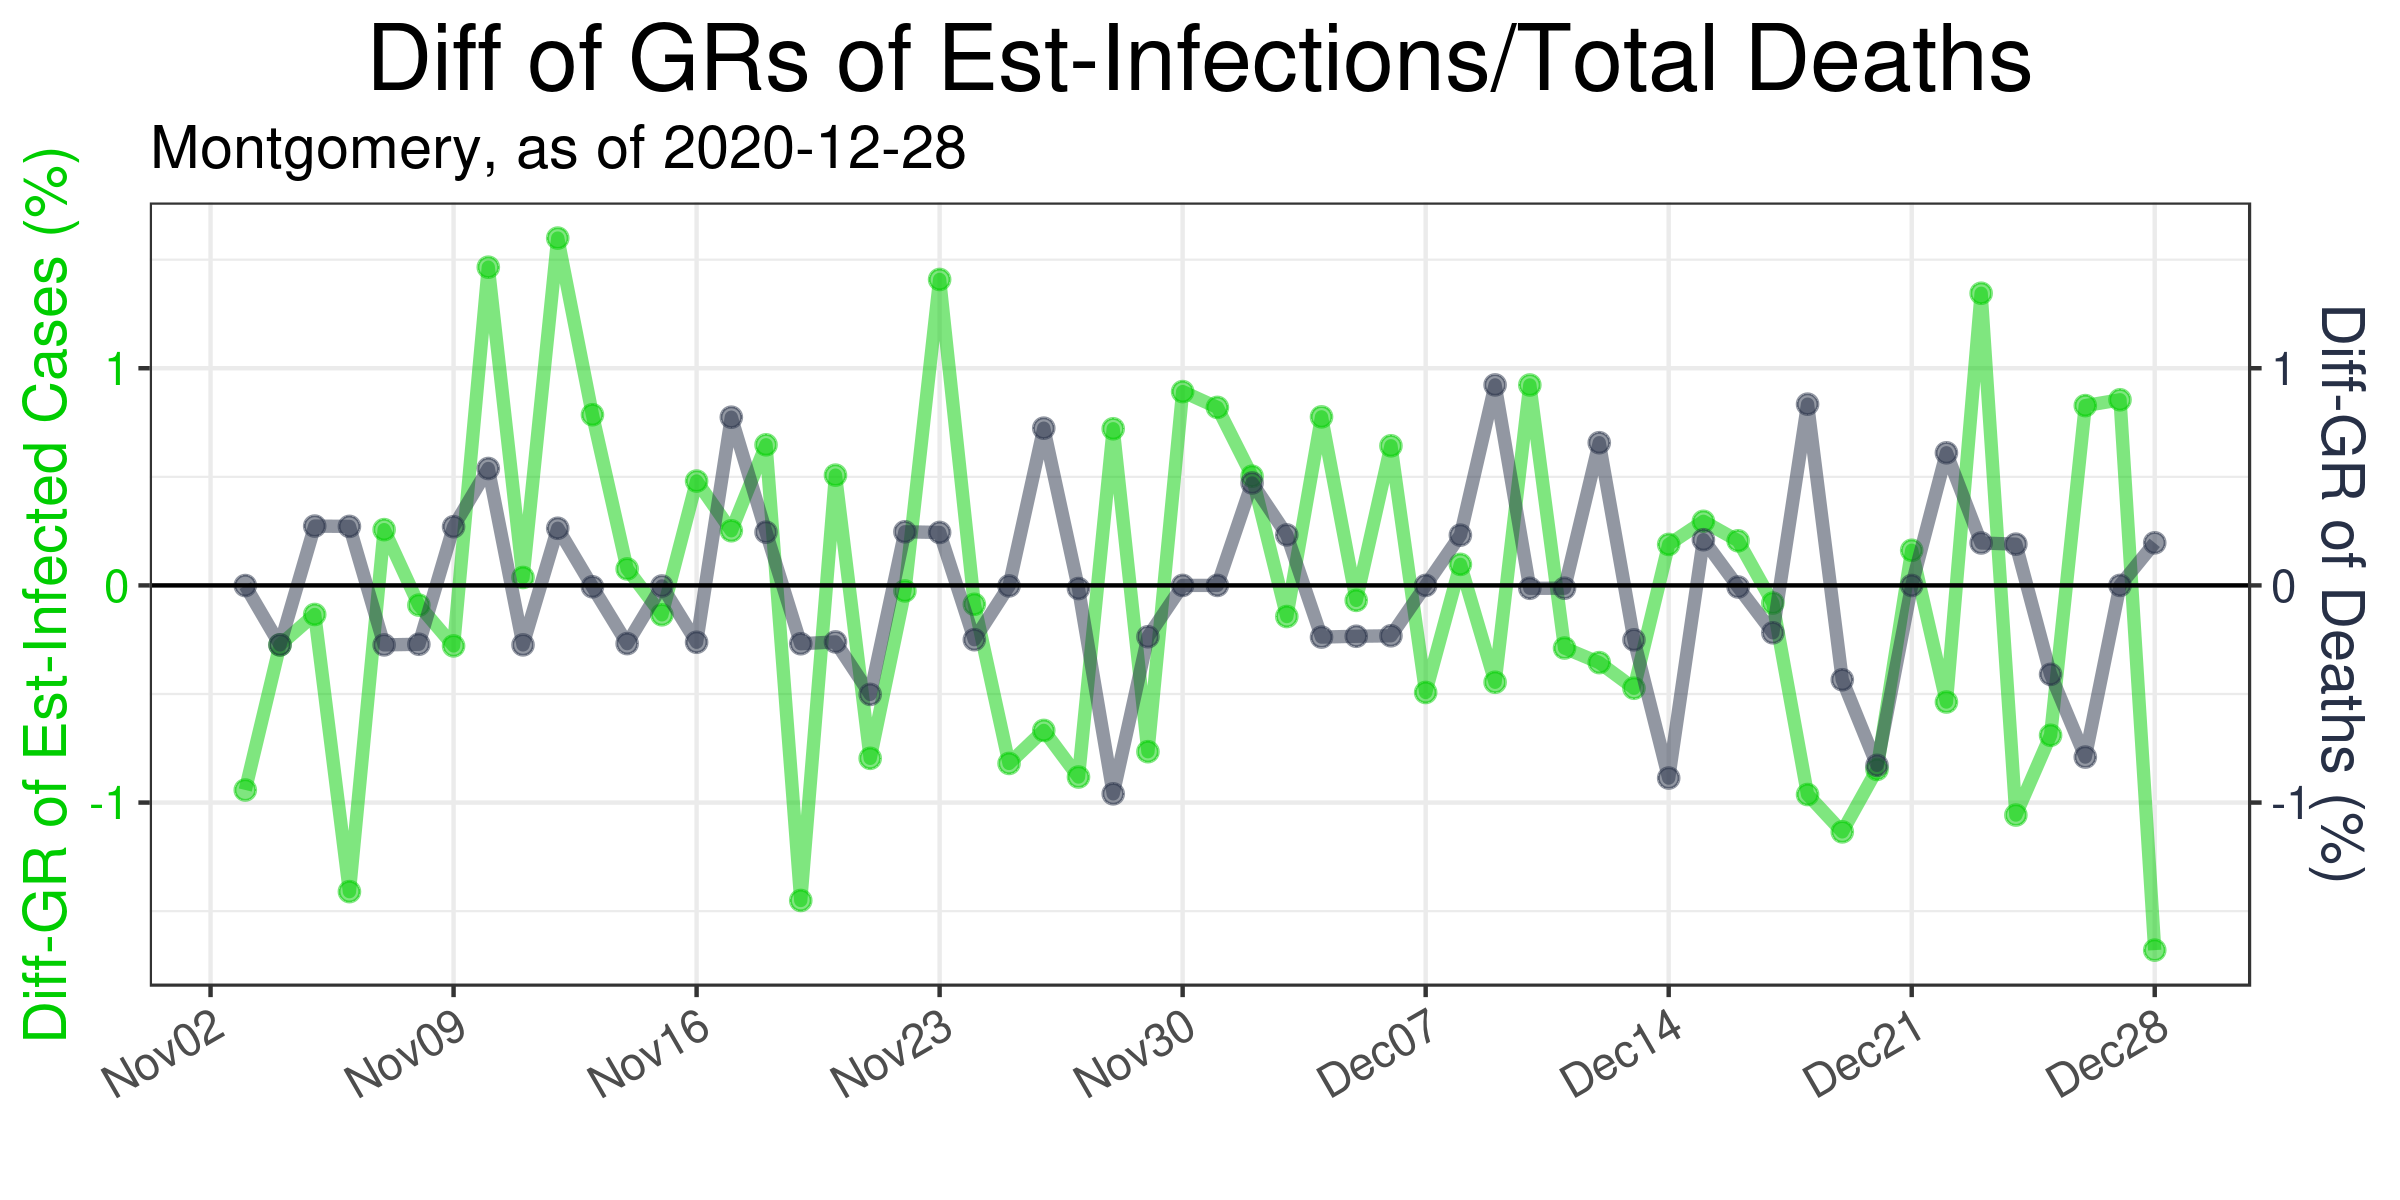 Diff of GRs of Est-Infections/Total Deaths
Montgomery, as of 2020-12-28
Diff-GR of Est-Infected Cases (%)
1
0
-1
1
0
-1
Diff-GR of Deaths (%)
Nov02
Nov09
Nov16
Nov23
Nov30
Dec07
Dec14
Dec21
Dec28